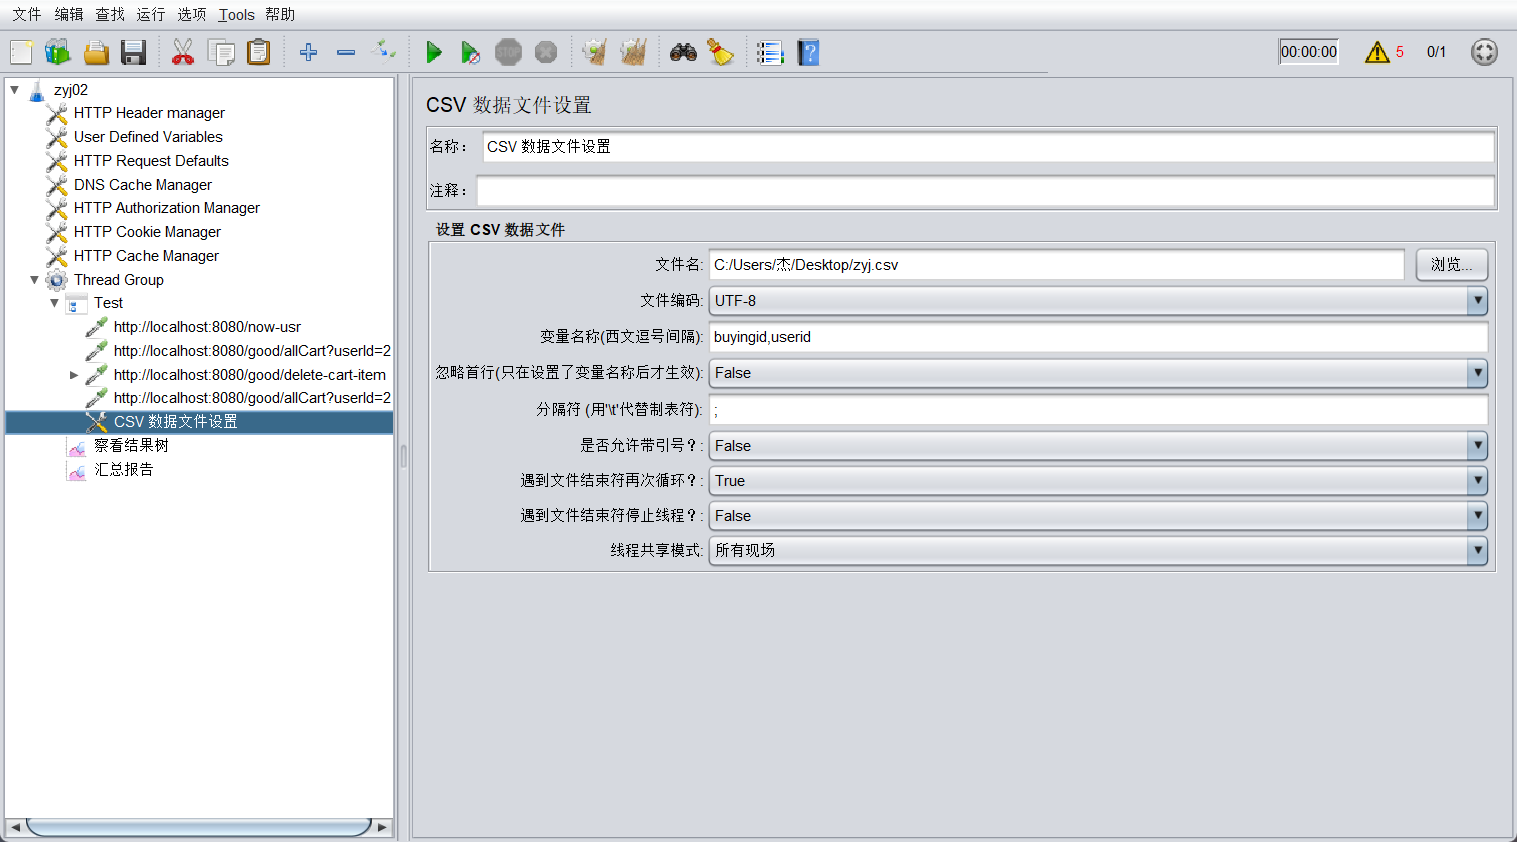 文件 编辑 查找 运行 选项 Tools 帮助
STOP
00:00:00 5 0/1
zyj02
HTTP Header manager
User Defined Variables
HTTP Request Defaults
DNS Cache Manager
HTTP Authorization Manager
HTTP Cookie Manager
HTTP Cache Manager
Thread Group
Test
http://localhost:8080/now-usr
http://localhost:8080/good/allCart?userId=2
http://localhost:8080/good/delete-cart-item
http://localhost:8080/good/allCart?userId=2
CSV 数据文件设置
察看结果树
汇总报告
CSV 数据文件设置
名称： CSV 数据文件设置
注释：
设置 CSV 数据文件
文件名: C:/Users/杰/Desktop/zyj.csv 浏览...
文件编码: UTF-8
变量名称(西文逗号间隔): buyingid,userid
忽略首行(只在设置了变量名称后才生效): False
分隔符 (用'\t'代替制表符): ;
是否允许带引号？: False
遇到文件结束符再次循环？: True
遇到文件结束符停止线程？: False
线程共享模式: 所有现场